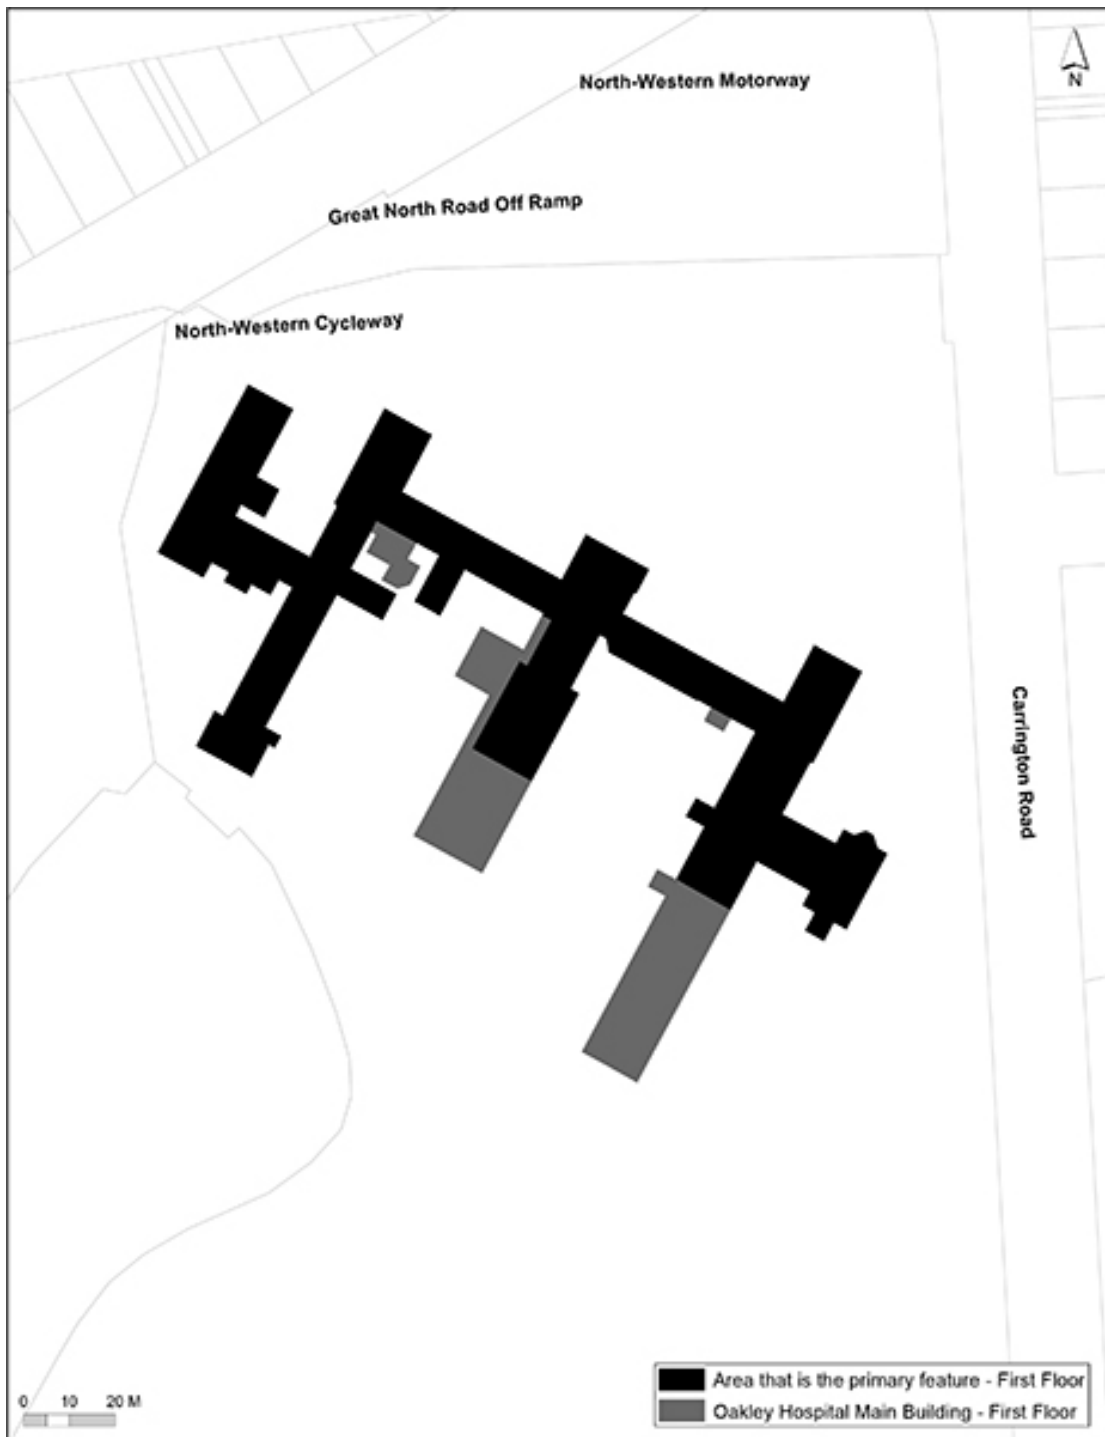 North-Western Motorway
N
Great North Road Off Ramp
North-Western Cycleway
Carrington Road
0 10 20 M
Area that is the primary feature - First Floor
Oakley Hospital Main Building - First Floor